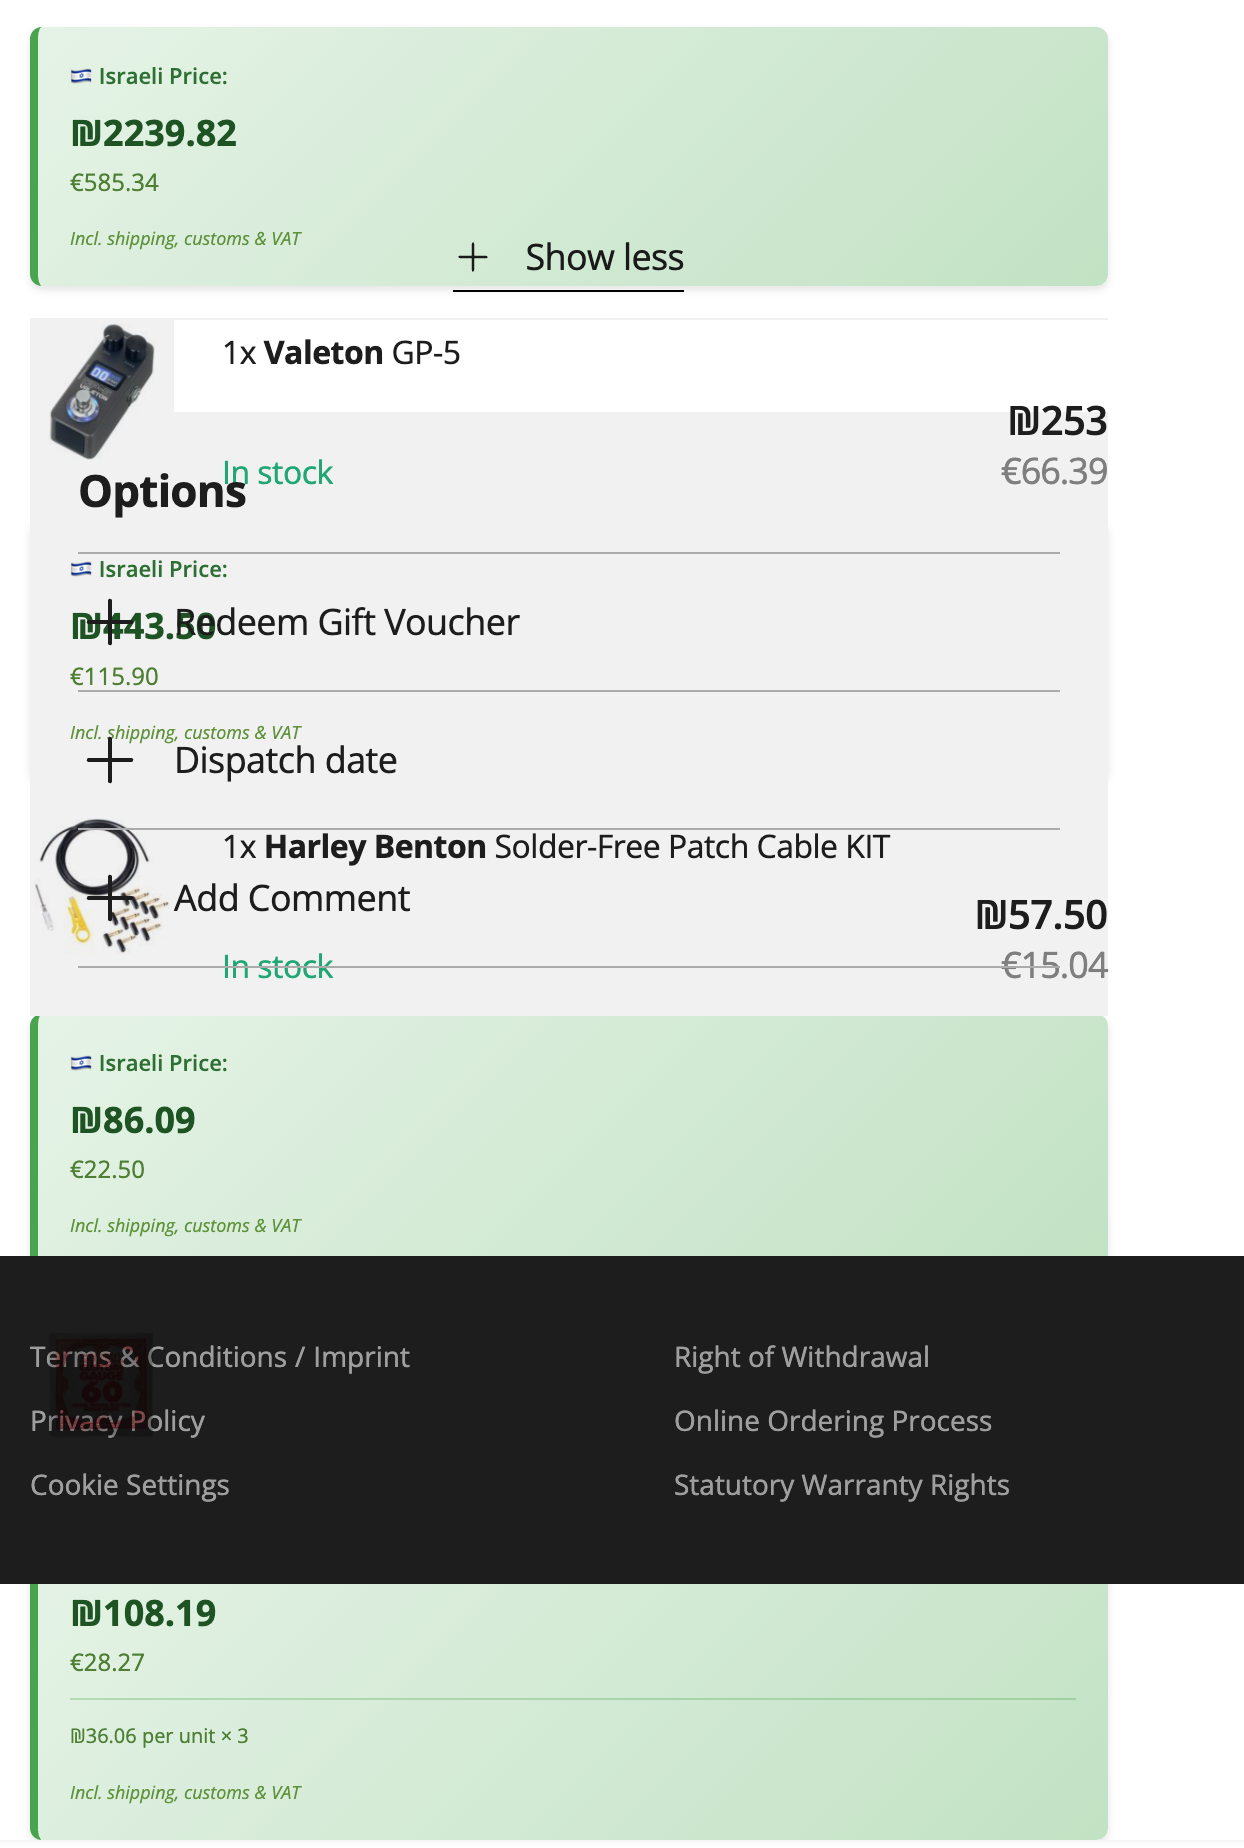 🇮🇱 Israeli Price:
₪2239.82
€585.34
Incl. shipping, customs & VAT
Show less
1x Valeton GP-5
₪253
In stock
€66.39
Options
🇮🇱 Israeli Price:
₪443.50
Redeem Gift Voucher
€115.90
Incl. shipping, customs & VAT
Dispatch date
1x Harley Benton Solder-Free Patch Cable KIT
Add Comment
₪57.50
In stock
€15.04
🇮🇱 Israeli Price:
₪86.09
€22.50
Incl. shipping, customs & VAT
Terms & Conditions / Imprint
Right of Withdrawal
60
Privacy Policy
Online Ordering Process
Cookie Settings
Statutory Warranty Rights
₪108.19
€28.27
₪36.06 per unit × 3
Incl. shipping, customs & VAT